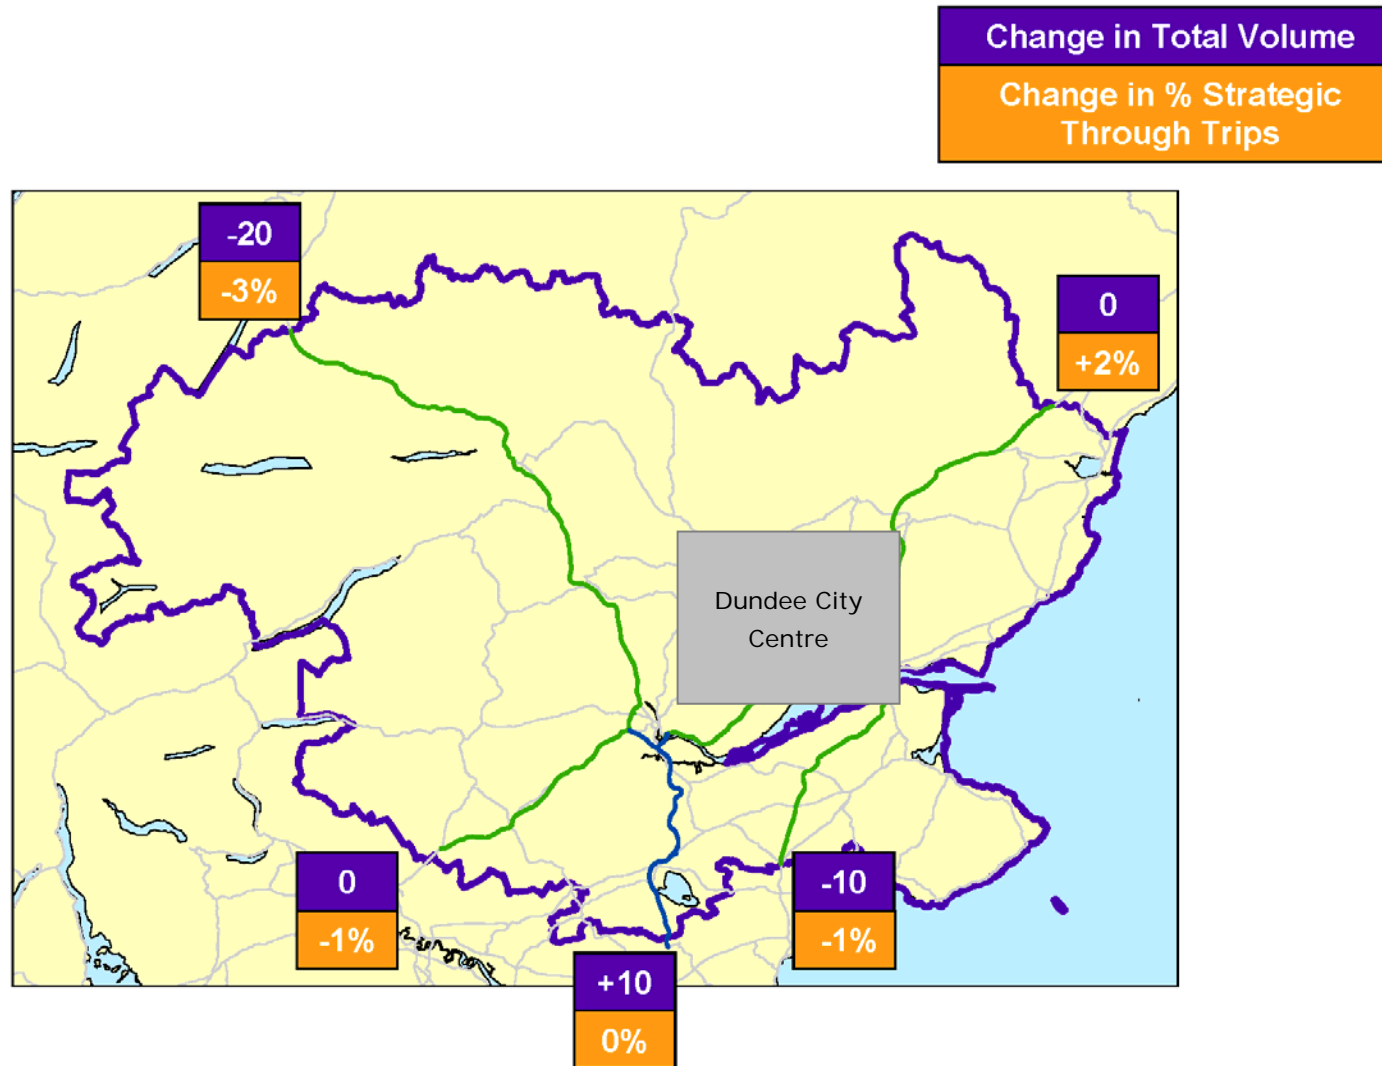 Change in Total Volume
Change in % Strategic
Through Trips
-20
-3%
0
+2%
Dundee City
Centre
0
-1%
-10
-1%
+10
0%